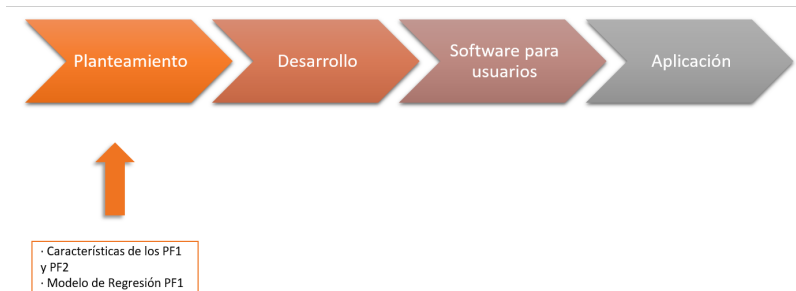 Planteamiento
Desarrollo
Software para
usuarios
Aplicación
· Características de los PF1
y PF2
· Modelo de Regresión PF1